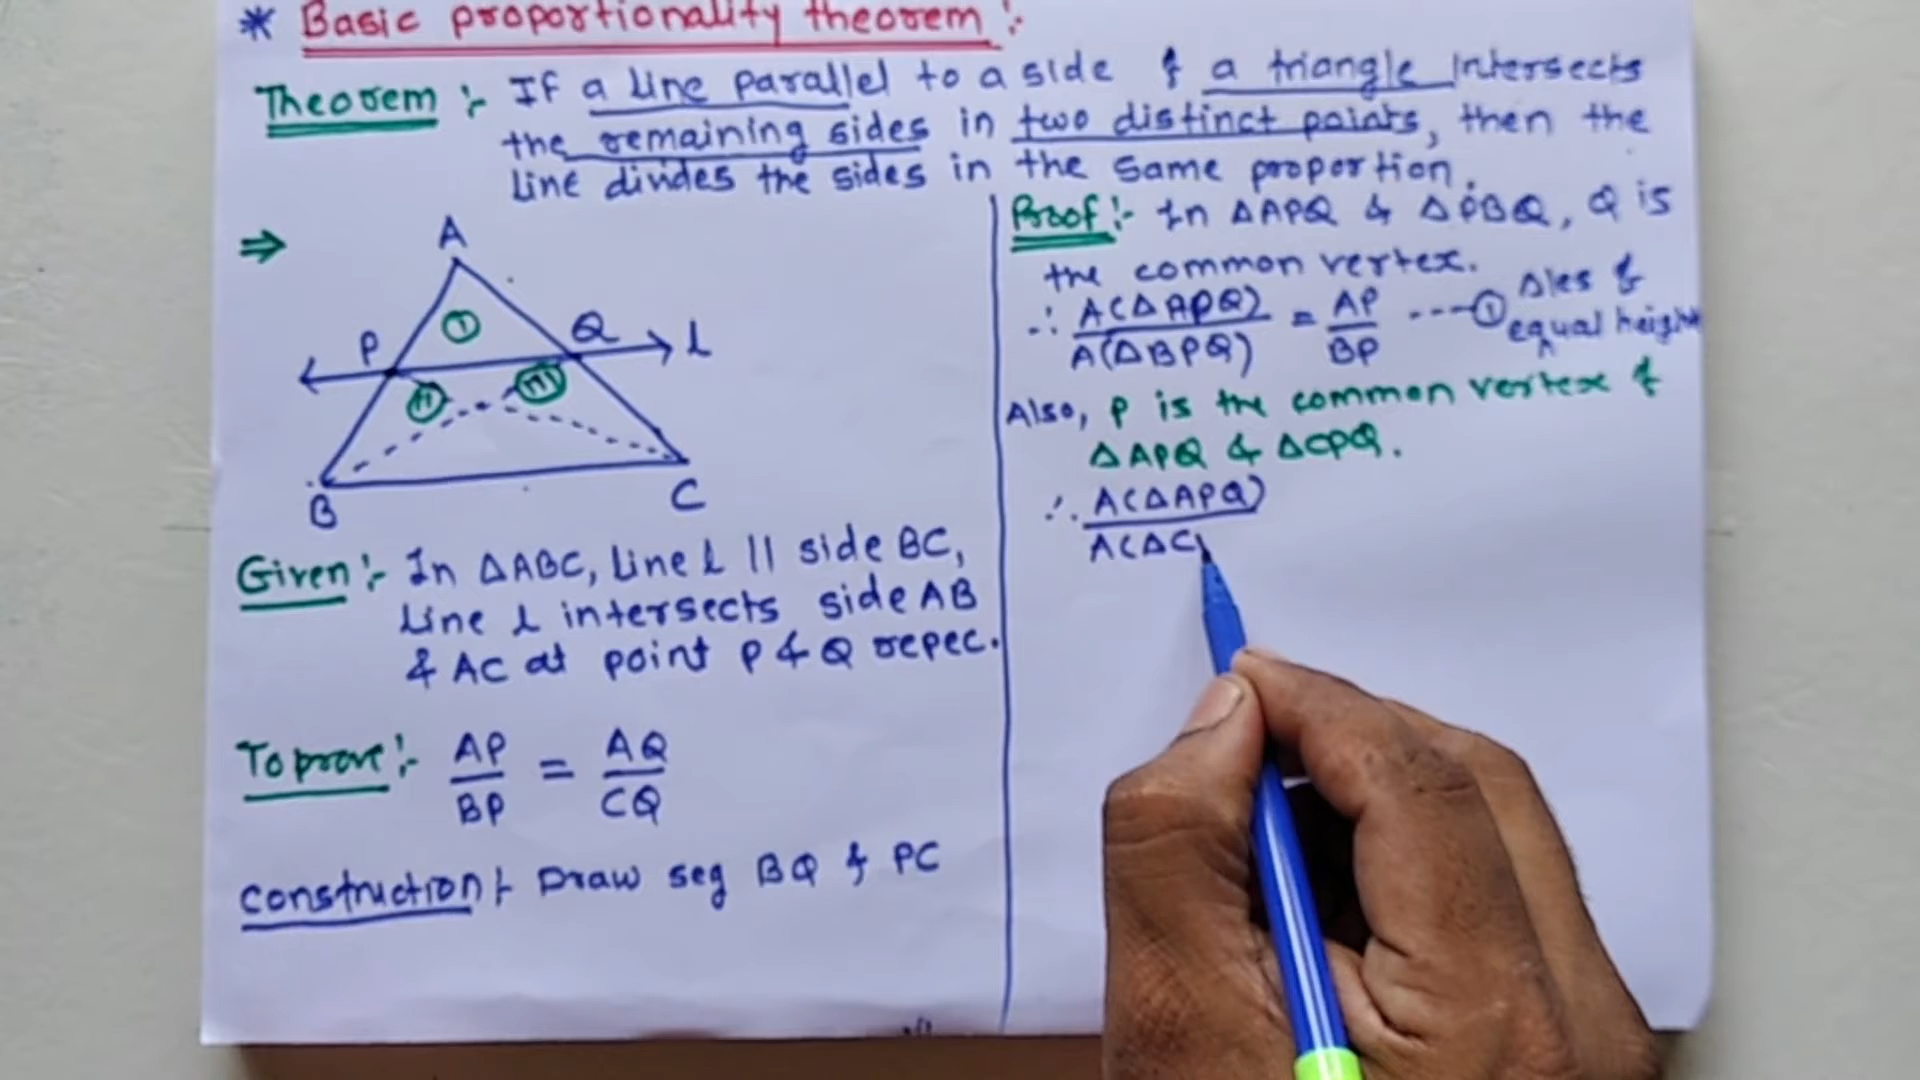 * Basic proportionality theorem :-
Theorem :- If a line parallel to a side of a triangle intersects
the remaining sides in two distinct points, then the
line divides the sides in the same proportion.
⇒
A
P
Q
l
I
II
III
B
C
Given :- In ΔABC, line l || side BC,
line l intersects side AB
& AC at point P & Q repec.
To prove :- AP/BP = AQ/CQ
Construction :- Draw seg BQ & PC
Proof :- In ΔAPQ & ΔPBQ, Q is
the common vertex.
∴ A(ΔAPQ)/A(ΔBPQ) = AP/BP ----① Δles of
equal height
Also, P is the common vertex of
ΔAPQ & ΔCPQ.
∴ A(ΔAPQ)
A(ΔC